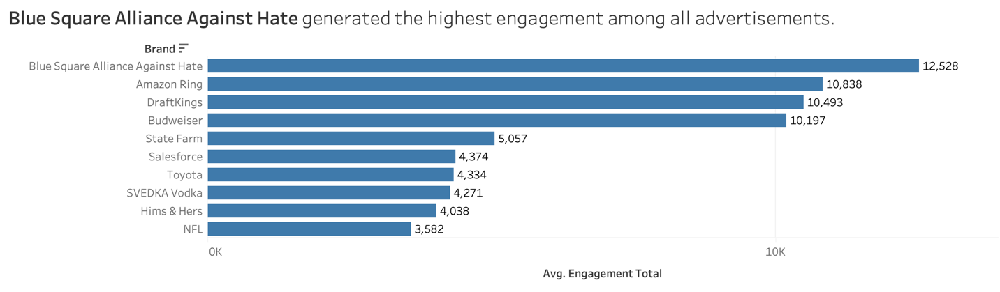 Blue Square Alliance Against Hate generated the highest engagement among all advertisements.
Brand
Blue Square Alliance Against Hate 12,528
Amazon Ring 10,838
DraftKings 10,493
Budweiser 10,197
State Farm 5,057
Salesforce 4,374
Toyota 4,334
SVEDKA Vodka 4,271
Hims & Hers 4,038
NFL 3,582
0K 10K
Avg. Engagement Total